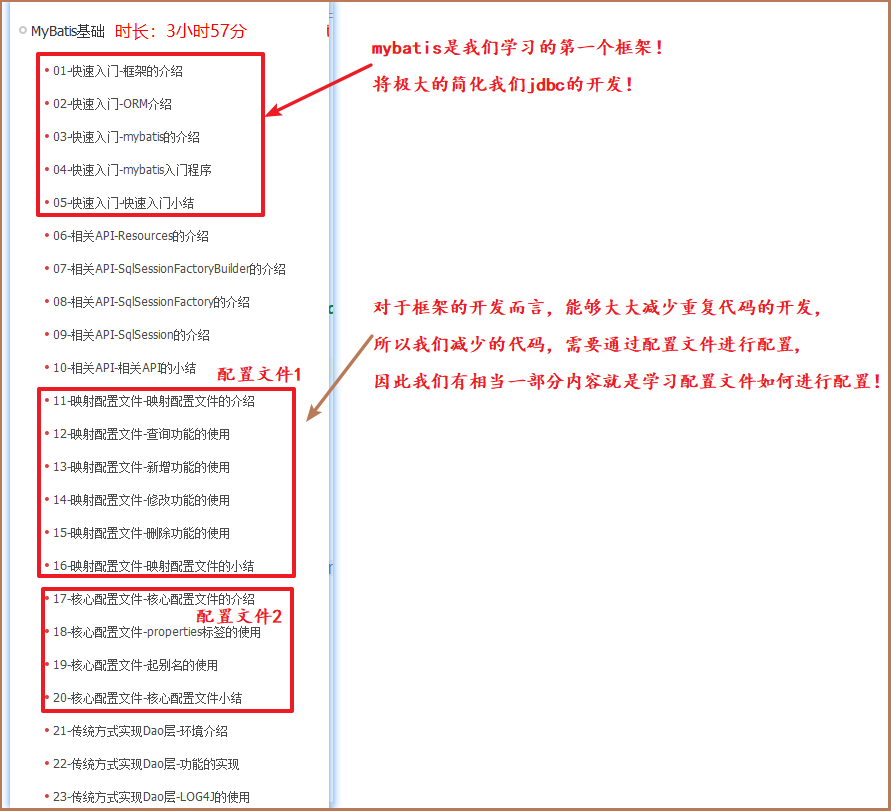 MyBatis基础 时长：3小时57分
01-快速入门-框架的介绍
02-快速入门-ORM介绍
03-快速入门-mybatis的介绍
04-快速入门-mybatis入门程序
05-快速入门-快速入门小结
06-相关API-Resources的介绍
07-相关API-SqlSessionFactoryBuilder的介绍
08-相关API-SqlSessionFactory的介绍
09-相关API-SqlSession的介绍
10-相关API-相关API的小结
配置文件1
11-映射配置文件-映射配置文件的介绍
12-映射配置文件-查询功能的使用
13-映射配置文件-新增功能的使用
14-映射配置文件-修改功能的使用
15-映射配置文件-删除功能的使用
16-映射配置文件-映射配置文件的小结
17-核心配置文件-核心配置文件的介绍
配置文件2
18-核心配置文件-properties标签的使用
19-核心配置文件-起别名的使用
20-核心配置文件-核心配置文件小结
21-传统方式实现Dao层-环境介绍
22-传统方式实现Dao层-功能的实现
23-传统方式实现Dao层-LOG4J的使用
mybatis是我们学习的第一个框架！
将极大的简化我们jdbc的开发！
对于框架的开发而言，能够大大减少重复代码的开发，
所以我们减少的代码，需要通过配置文件进行配置，
因此我们有相当一部分内容就是学习配置文件如何进行配置！